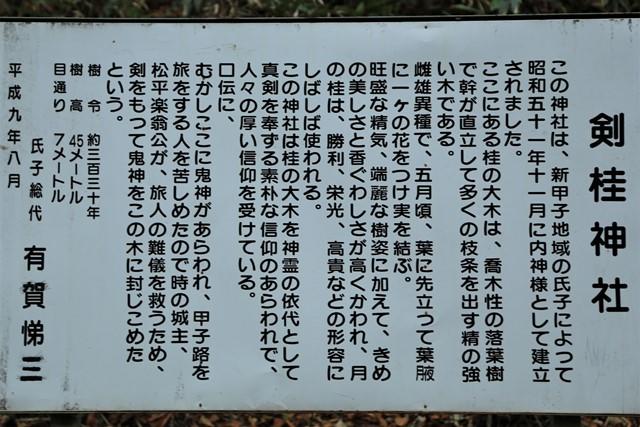 剣桂神社
この神社は、新甲子地域の氏子によって
昭和五十一年十一月に内神様として建立
されました。
ここにある桂の大木は、喬木性の落葉樹
で幹が直立して多くの枝条を出す精の強
い木である。
雌雄異種で、五月頃、葉に先立つて葉腋
に一ヶの花をつけ実を結ぶ。
旺盛な精気、端麗な樹姿に加えて、きめ
の美しさと香ぐわしさが高くかわれ、月
の桂は、勝利、栄光、高貴などの形容に
しばしば使われる。
この神社は桂の大木を神霊の依代として
真剣を奉ずる素朴な信仰のあらわれで、
人々の厚い信仰を受けている。
口伝に、
むかしここに鬼神があらわれ、甲子路を
旅をする人を苦しめたので時の城主、
松平楽翁公が、旅人の難儀を救うため、
剣をもって鬼神をこの木に封じこめた
という。
樹令 約三百三十年
樹高 45メートル
目通り 7メートル
平成九年八月
氏子総代 有賀悌三